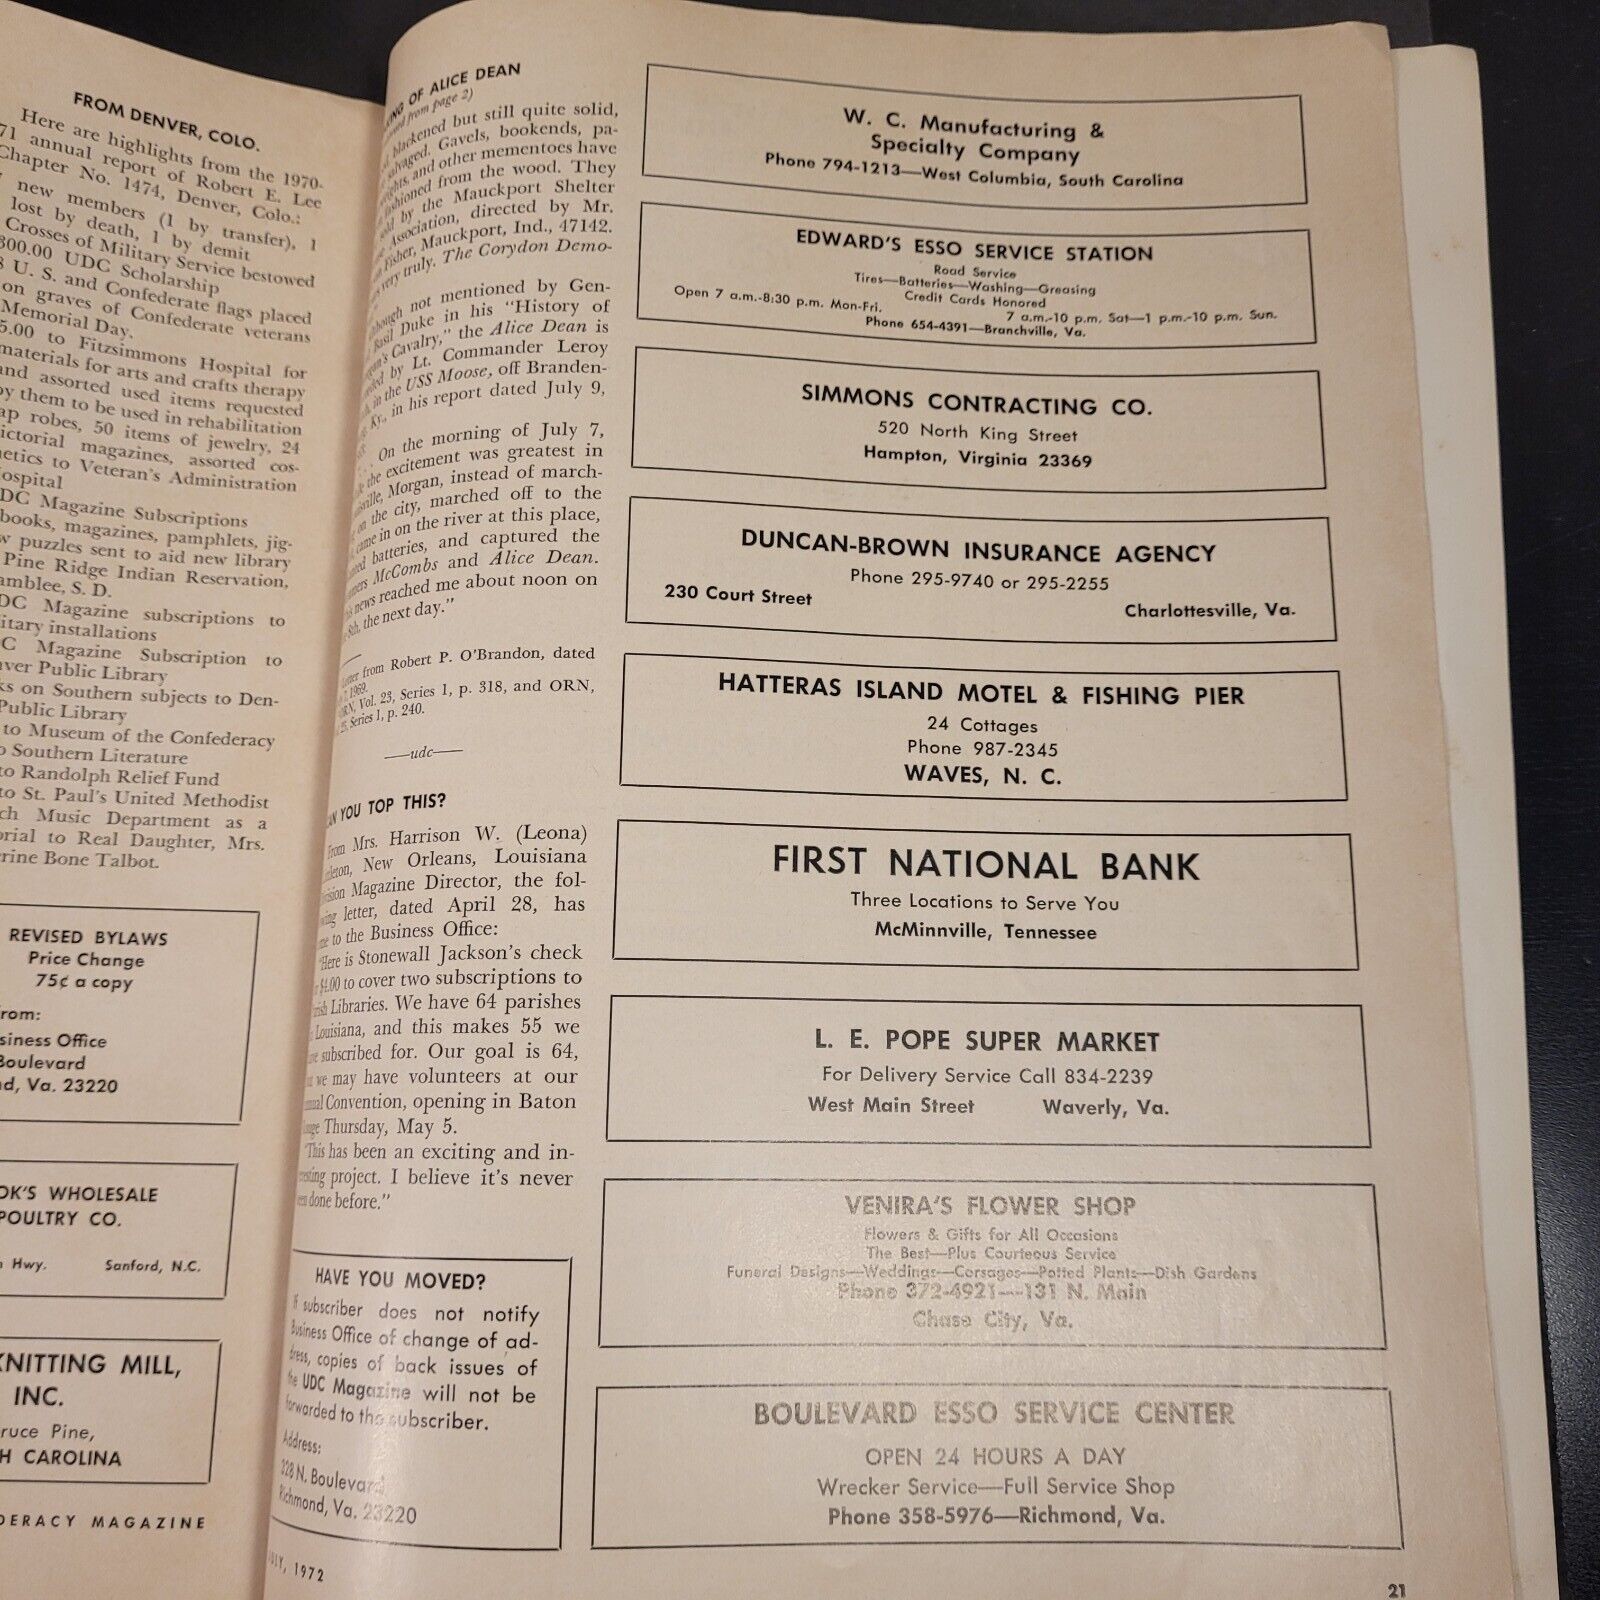 FROM DENVER, COLO.
Here are highlights from the 1970-
71 annual report of Robert E. Lee
Chapter No. 1474, Denver, Colo.:
new members (1 by transfer), 1
lost by death, 1 by demit
Crosses of Military Service bestowed
300.00 UDC Scholarship
U. S. and Confederate flags placed
on graves of Confederate veterans
Memorial Day.
5.00 to Fitzsimmons Hospital for
materials for arts and crafts therapy
and assorted used items requested
by them to be used in rehabilitation
ap robes, 50 items of jewelry, 24
ictorial magazines, assorted cos-
netics to Veteran's Administration
ospital
DC Magazine Subscriptions
books, magazines, pamphlets, jig-
w puzzles sent to aid new library
Pine Ridge Indian Reservation,
amblee, S. D.
DC Magazine subscriptions to
itary installations
C Magazine Subscription to
ver Public Library
ks on Southern subjects to Den-
Public Library
to Museum of the Confederacy
o Southern Literature
to Randolph Relief Fund
to St. Paul's United Methodist
ch Music Department as a
orial to Real Daughter, Mrs.
rine Bone Talbot.
REVISED BYLAWS
Price Change
75¢ a copy
rom:
siness Office
Boulevard
nd, Va. 23220
OK'S WHOLESALE
POULTRY CO.
Hwy. Sanford, N.C.
KNITTING MILL,
INC.
ruce Pine,
H CAROLINA
DERACY MAGAZINE
ING OF ALICE DEAN
from page 2)
blackened but still quite solid,
salvaged. Gavels, bookends, pa-
and other mementoes have
fashioned from the wood. They
sold by the Mauckport Shelter
Association, directed by Mr.
Fisher, Mauckport, Ind., 47142.
very truly. The Corydon Demo-
though not mentioned by Gen-
Basil Duke in his "History of
Cavalry," the Alice Dean is
by Lt. Commander Leroy
in the USS Moose, off Branden-
Ky., in his report dated July 9,
. . . On the morning of July 7,
the excitement was greatest in
isville, Morgan, instead of march-
on the city, marched off to the
came in on the river at this place,
batteries, and captured the
McCombs and Alice Dean.
news reached me about noon on
8th, the next day."
Letter from Robert P. O'Brandon, dated
7, 1969.
ORN, Vol. 23, Series 1, p. 318, and ORN,
25, Series 1, p. 240.
—udc—
AN YOU TOP THIS?
From Mrs. Harrison W. (Leona)
ttleton, New Orleans, Louisiana
vision Magazine Director, the fol-
wing letter, dated April 28, has
me to the Business Office:
"Here is Stonewall Jackson's check
$4.00 to cover two subscriptions to
rish Libraries. We have 64 parishes
Louisiana, and this makes 55 we
subscribed for. Our goal is 64,
we may have volunteers at our
nual Convention, opening in Baton
uge Thursday, May 5.
"This has been an exciting and in-
resting project. I believe it's never
en done before."
HAVE YOU MOVED?
If subscriber does not notify
Business Office of change of ad-
dress, copies of back issues of
the UDC Magazine will not be
forwarded to the subscriber.
Address:
328 N. Boulevard
Richmond, Va. 23220
JULY, 1972
W. C. Manufacturing &
Specialty Company
Phone 794-1213—West Columbia, South Carolina
EDWARD'S ESSO SERVICE STATION
Road Service
Tires—Batteries—Washing—Greasing
Credit Cards Honored
Open 7 a.m.-8:30 p.m. Mon-Fri. 7 a.m.-10 p.m. Sat—1 p.m.-10 p.m. Sun.
Phone 654-4391—Branchville, Va.
SIMMONS CONTRACTING CO.
520 North King Street
Hampton, Virginia 23369
DUNCAN-BROWN INSURANCE AGENCY
Phone 295-9740 or 295-2255
230 Court Street Charlottesville, Va.
HATTERAS ISLAND MOTEL & FISHING PIER
24 Cottages
Phone 987-2345
WAVES, N. C.
FIRST NATIONAL BANK
Three Locations to Serve You
McMinnville, Tennessee
L. E. POPE SUPER MARKET
For Delivery Service Call 834-2239
West Main Street Waverly, Va.
VENIRA'S FLOWER SHOP
Flowers & Gifts for All Occasions
The Best—Plus Courteous Service
Funeral Designs—Weddings—Corsages—Potted Plants—Dish Gardens
Phone 372-4921—131 N. Main
Chase City, Va.
BOULEVARD ESSO SERVICE CENTER
OPEN 24 HOURS A DAY
Wrecker Service—Full Service Shop
Phone 358-5976—Richmond, Va.
21